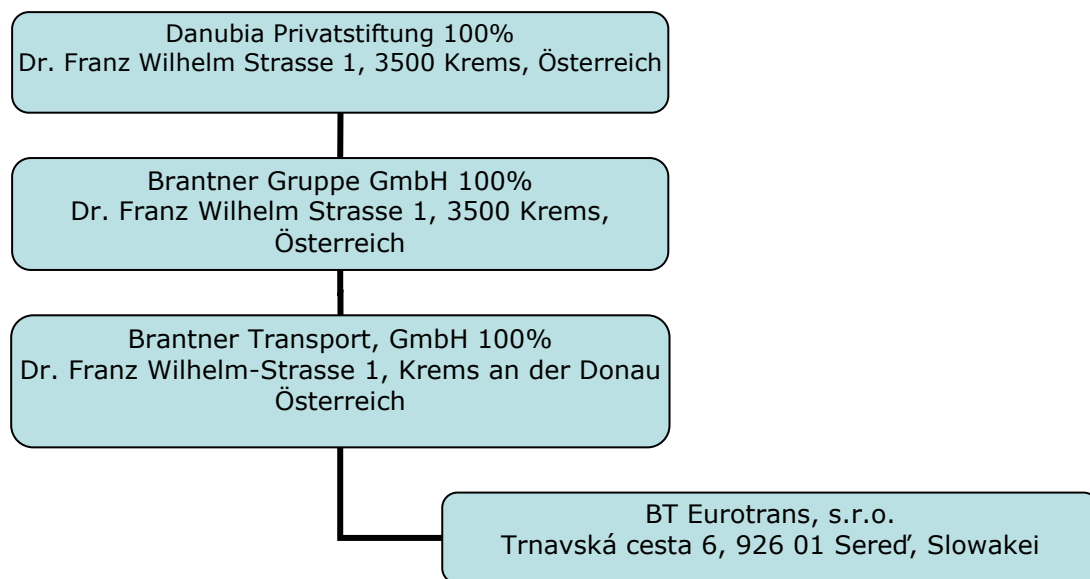 Danubia Privatstiftung 100%
Dr. Franz Wilhelm Strasse 1, 3500 Krems, Österreich
Brantner Gruppe GmbH 100%
Dr. Franz Wilhelm Strasse 1, 3500 Krems,
Österreich
Brantner Transport, GmbH 100%
Dr. Franz Wilhelm-Strasse 1, Krems an der Donau
Österreich
BT Eurotrans, s.r.o.
Trnavská cesta 6, 926 01 Sereď, Slowakei